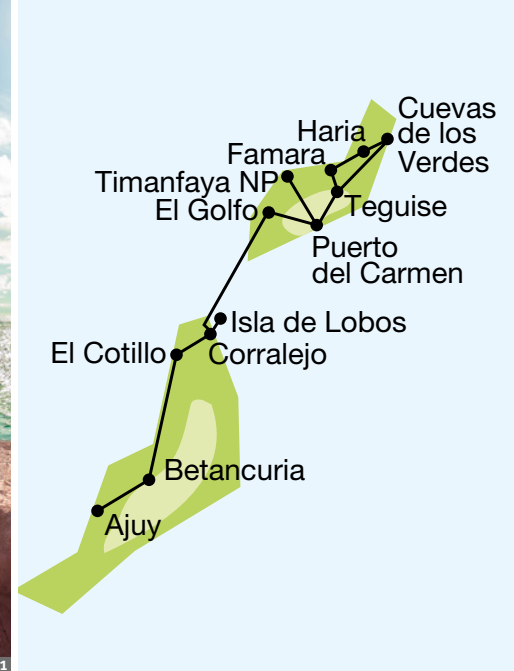 Cuevas
de los
Verdes
Haria
Famara
Timanfaya NP
El Golfo
Teguise
Puerto
del Carmen
Isla de Lobos
El Cotillo
Corralejo
Betancuria
Ajuy
1